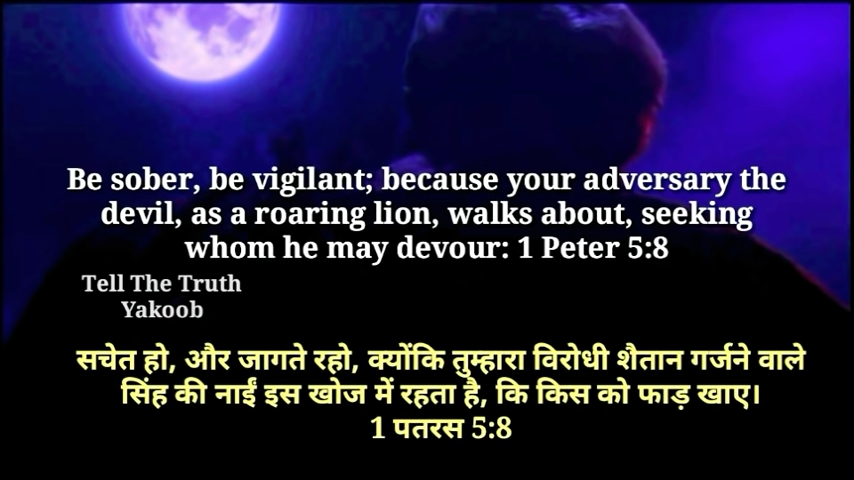 Be sober, be vigilant; because your adversary the
devil, as a roaring lion, walks about, seeking
whom he may devour: 1 Peter 5:8
Tell The Truth
Yakoob
सचेत हो, और जागते रहो, क्योंकि तुम्हारा विरोधी शैतान गर्जने वाले
सिंह की नाईं इस खोज में रहता है, कि किस को फाड़ खाए।
1 पतरस 5:8